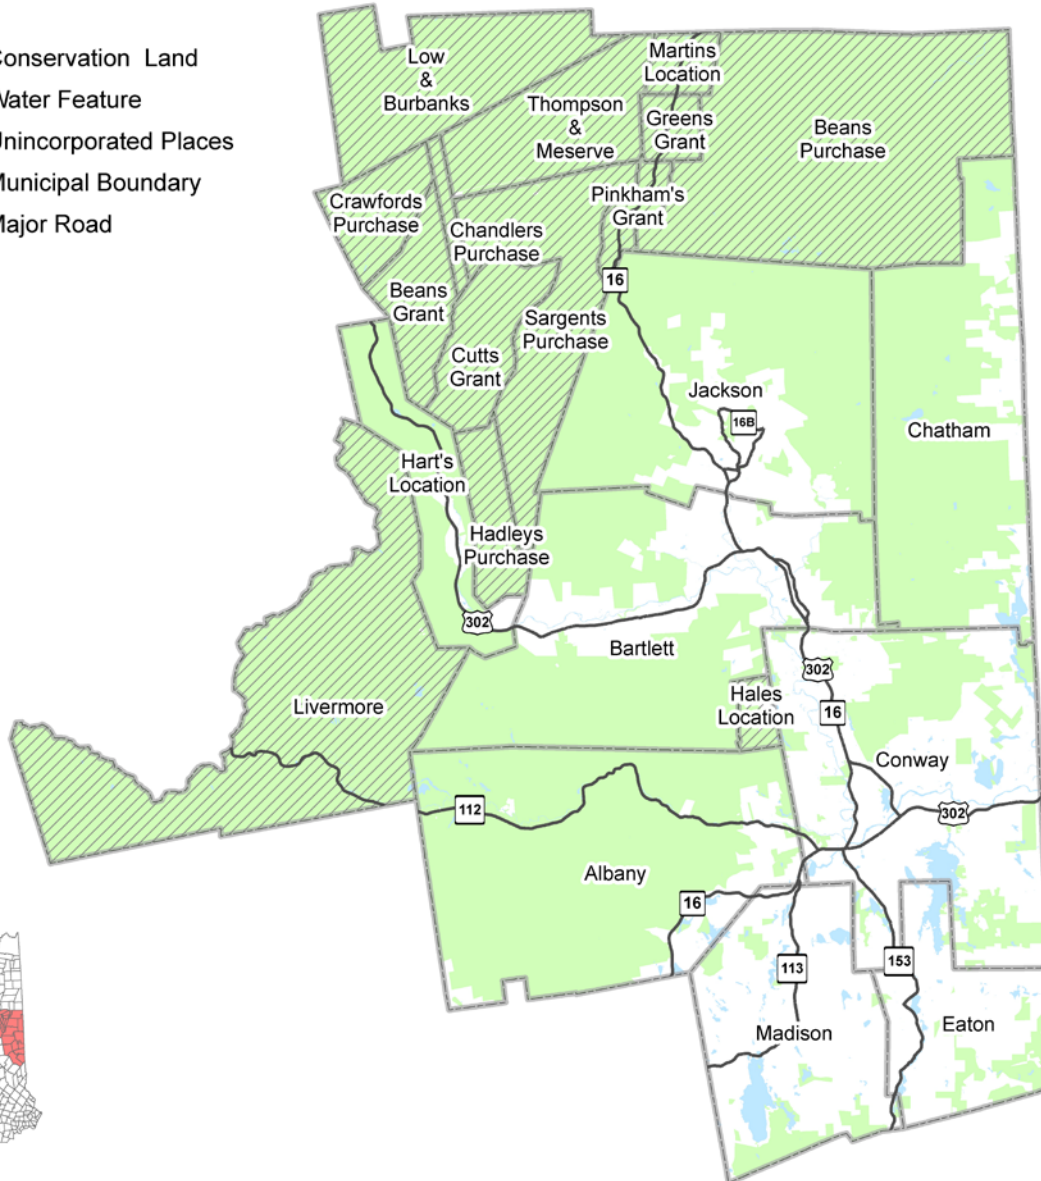 Conservation Land
Water Feature
Unincorporated Places
Municipal Boundary
Major Road
Low
&
Burbanks
Martins
Location
Thompson
&
Meserve
Greens
Grant
Beans
Purchase
Crawfords
Purchase
Pinkham's
Grant
Chandlers
Purchase
16
Beans
Grant
Sargents
Purchase
Cutts
Grant
Jackson
16B
Chatham
Hart's
Location
Hadleys
Purchase
302
Bartlett
302
Hales
Location
Livermore
16
Conway
112
302
Albany
16
113
153
Madison
Eaton